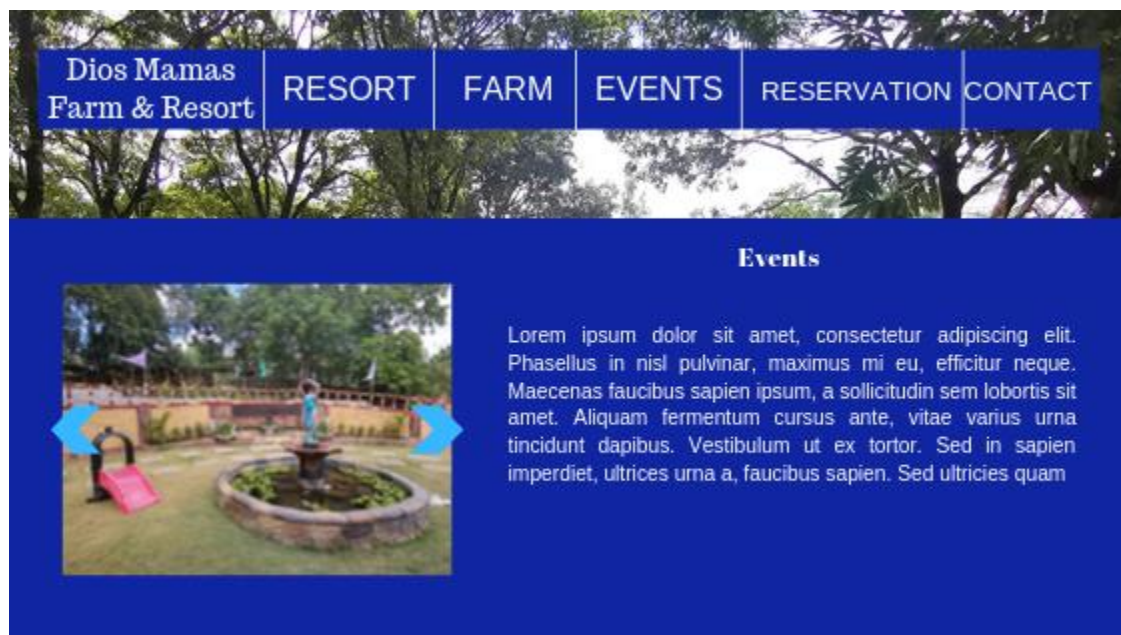 Dios Mamas
Farm & Resort
RESORT
FARM
EVENTS
RESERVATION
CONTACT
Events
Lorem ipsum dolor sit amet, consectetur adipiscing elit.
Phasellus in nisl pulvinar, maximus mi eu, efficitur neque.
Maecenas faucibus sapien ipsum, a sollicitudin sem lobortis sit
amet. Aliquam fermentum cursus ante, vitae varius urna
tincidunt dapibus. Vestibulum ut ex tortor. Sed in sapien
imperdiet, ultrices urna a, faucibus sapien. Sed ultricies quam